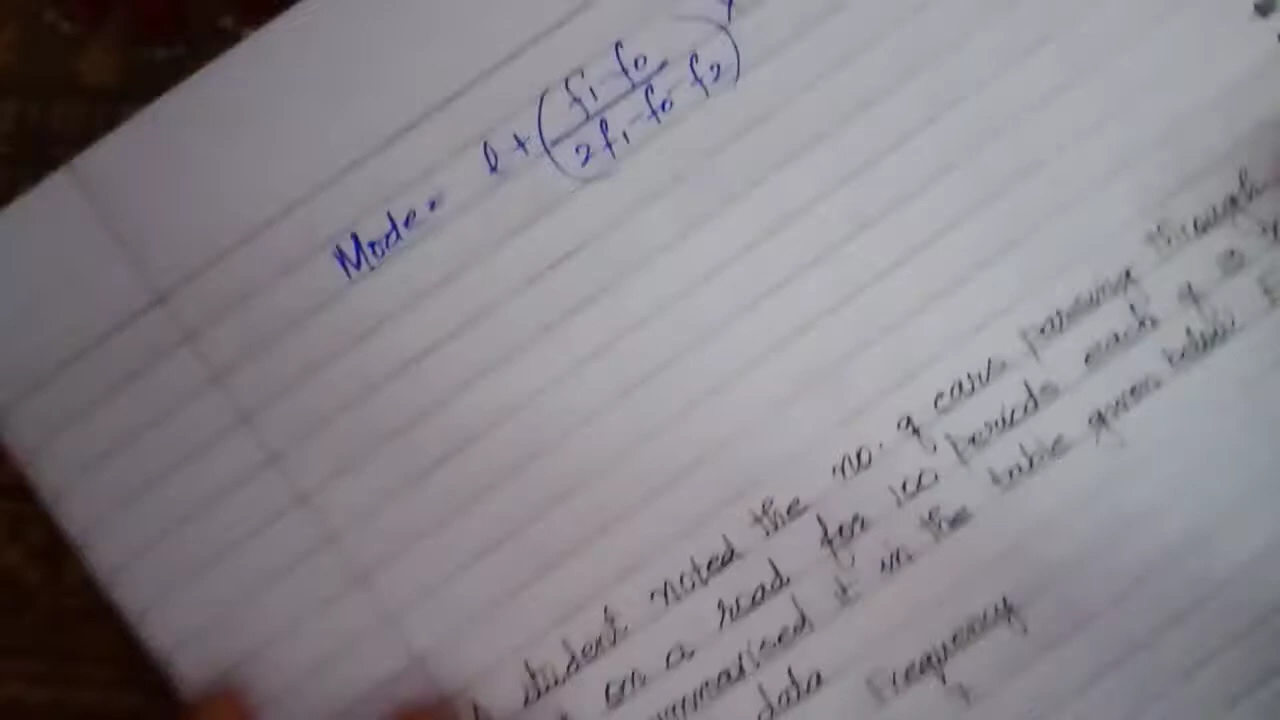 Mode = l + (f1 - f0 / 2f1 - f0 - f2)
student noted the no. of cars passing through
on a road for 100 periods each of
summarised it in the table given below
data Frequency